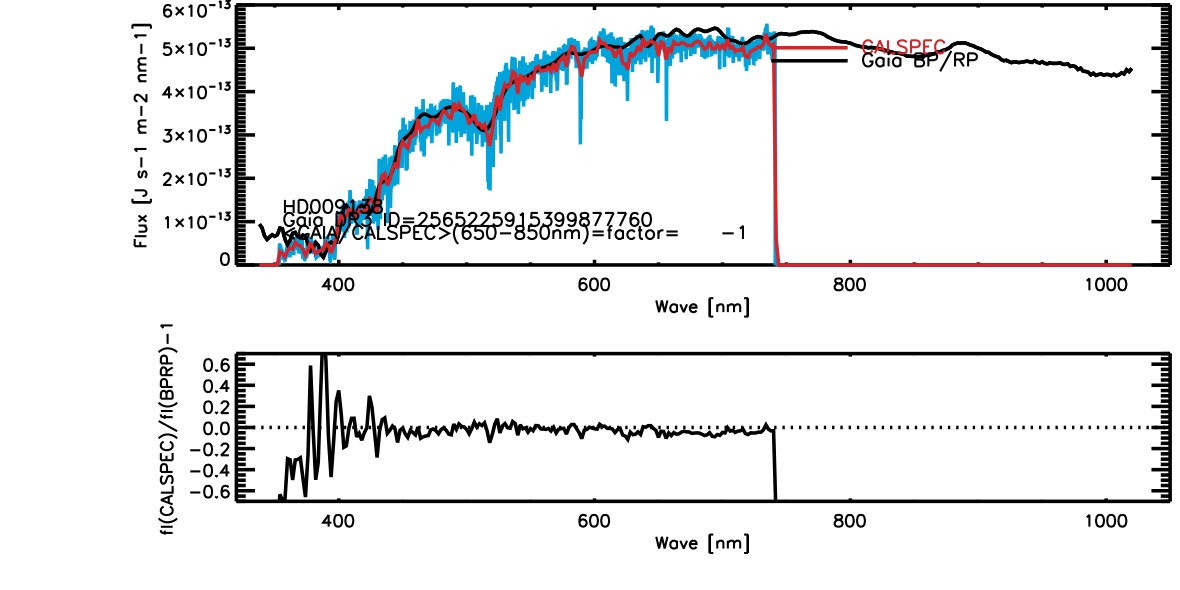 6×10−13
5×10−13
4×10−13
3×10−13
2×10−13
1×10−13
0
Flux [J s−1 m−2 nm−1]
CALSPEC
Gaia BP/RP
HD009138
Gaia DR3 ID=2565225915399877760
<GAIA/CALSPEC>(650−850nm)=factor= −1
400 600 800 1000
Wave [nm]
0.6
0.4
0.2
0.0
−0.2
−0.4
−0.6
fl(CALSPEC)/fl(BPRP)−1
400 600 800 1000
Wave [nm]